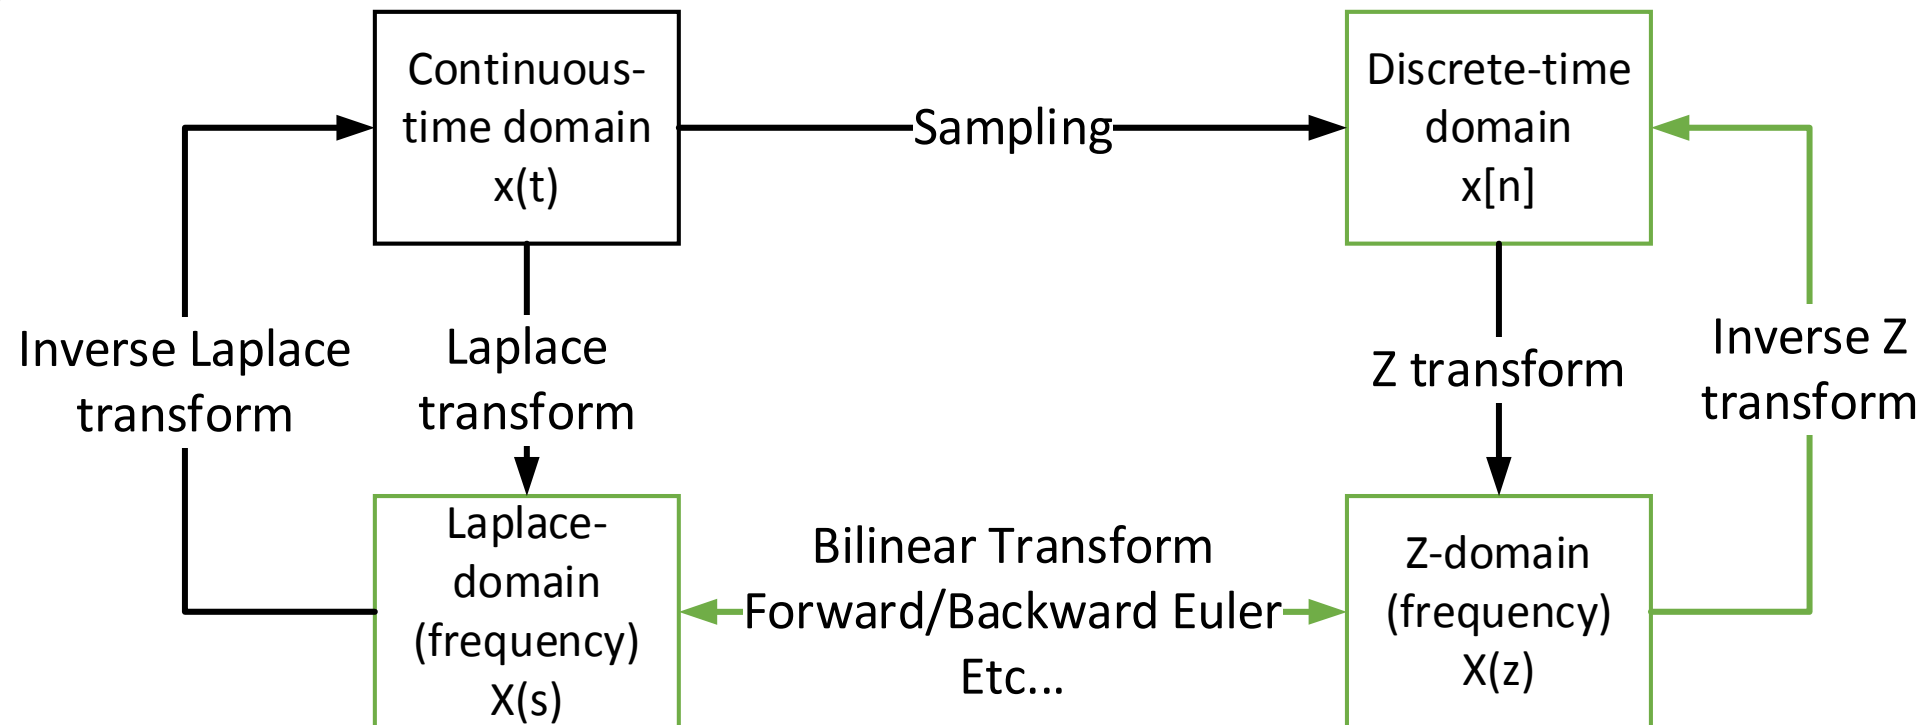 Continuous-
time domain
x(t)
Sampling
Discrete-time
domain
x[n]
Inverse Laplace
transform
Laplace
transform
Z transform
Inverse Z
transform
Laplace-
domain
(frequency)
X(s)
Bilinear Transform
Forward/Backward Euler
Etc...
Z-domain
(frequency)
X(z)